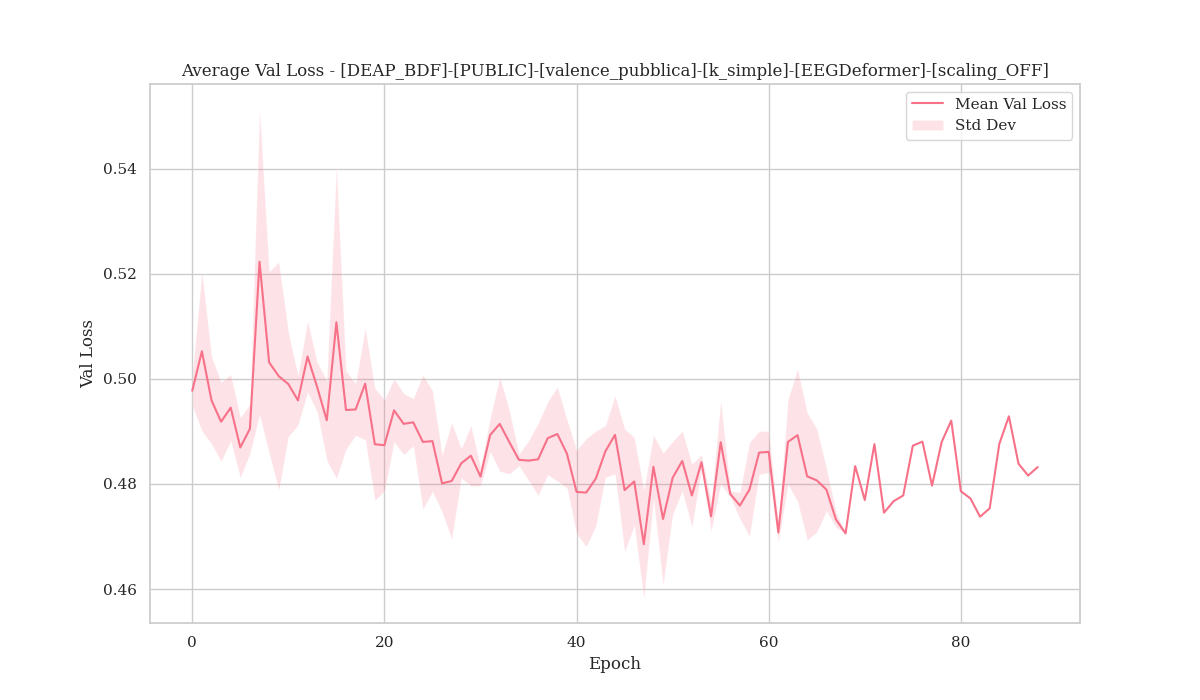 Average Val Loss - [DEAP_BDF]-[PUBLIC]-[valence_pubblica]-[k_simple]-[EEGDeformer]-[scaling_OFF]
Mean Val Loss
Std Dev
0.54
0.52
0.50
0.48
0.46
Val Loss
0 20 40 60 80
Epoch